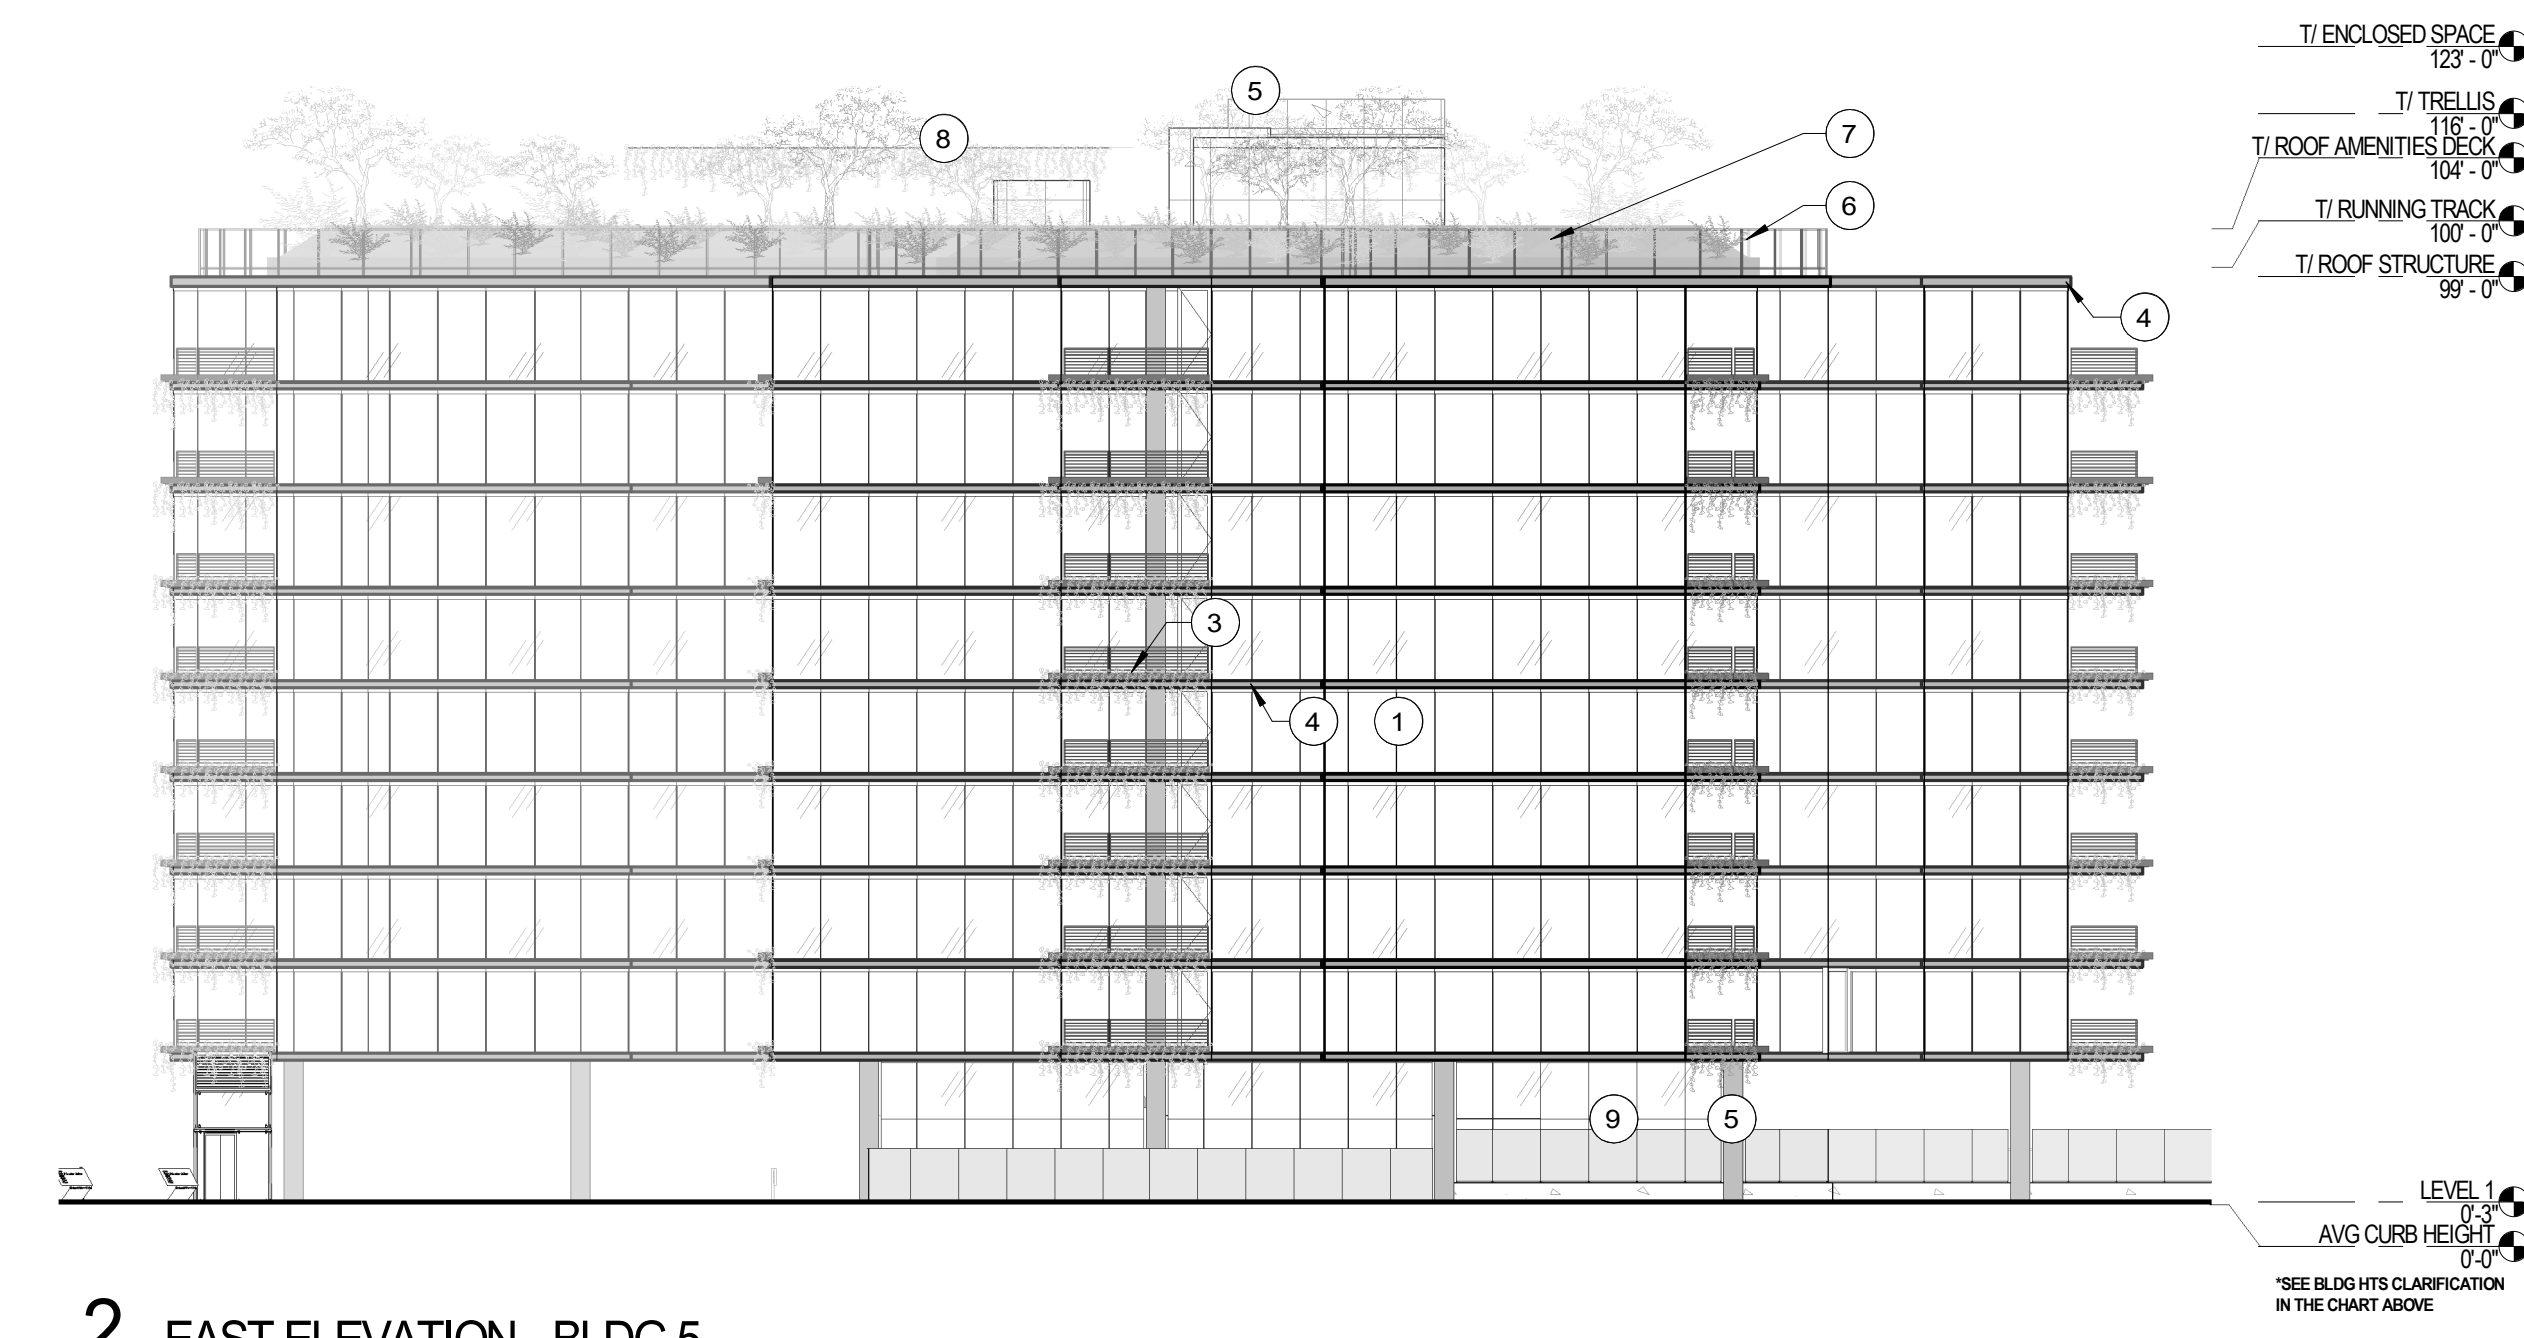 T/ ENCLOSED SPACE
123' - 0"
T/ TRELLIS
116' - 0"
T/ ROOF AMENITIES DECK
104' - 0"
T/ RUNNING TRACK
100' - 0"
T/ ROOF STRUCTURE
99' - 0"
5
8
7
6
4
3
4
1
9
5
LEVEL 1
0'-3"
AVG CURB HEIGHT
0'-0"
*SEE BLDG HTS CLARIFICATION
IN THE CHART ABOVE
2 EAST ELEVATION - BLDG 5